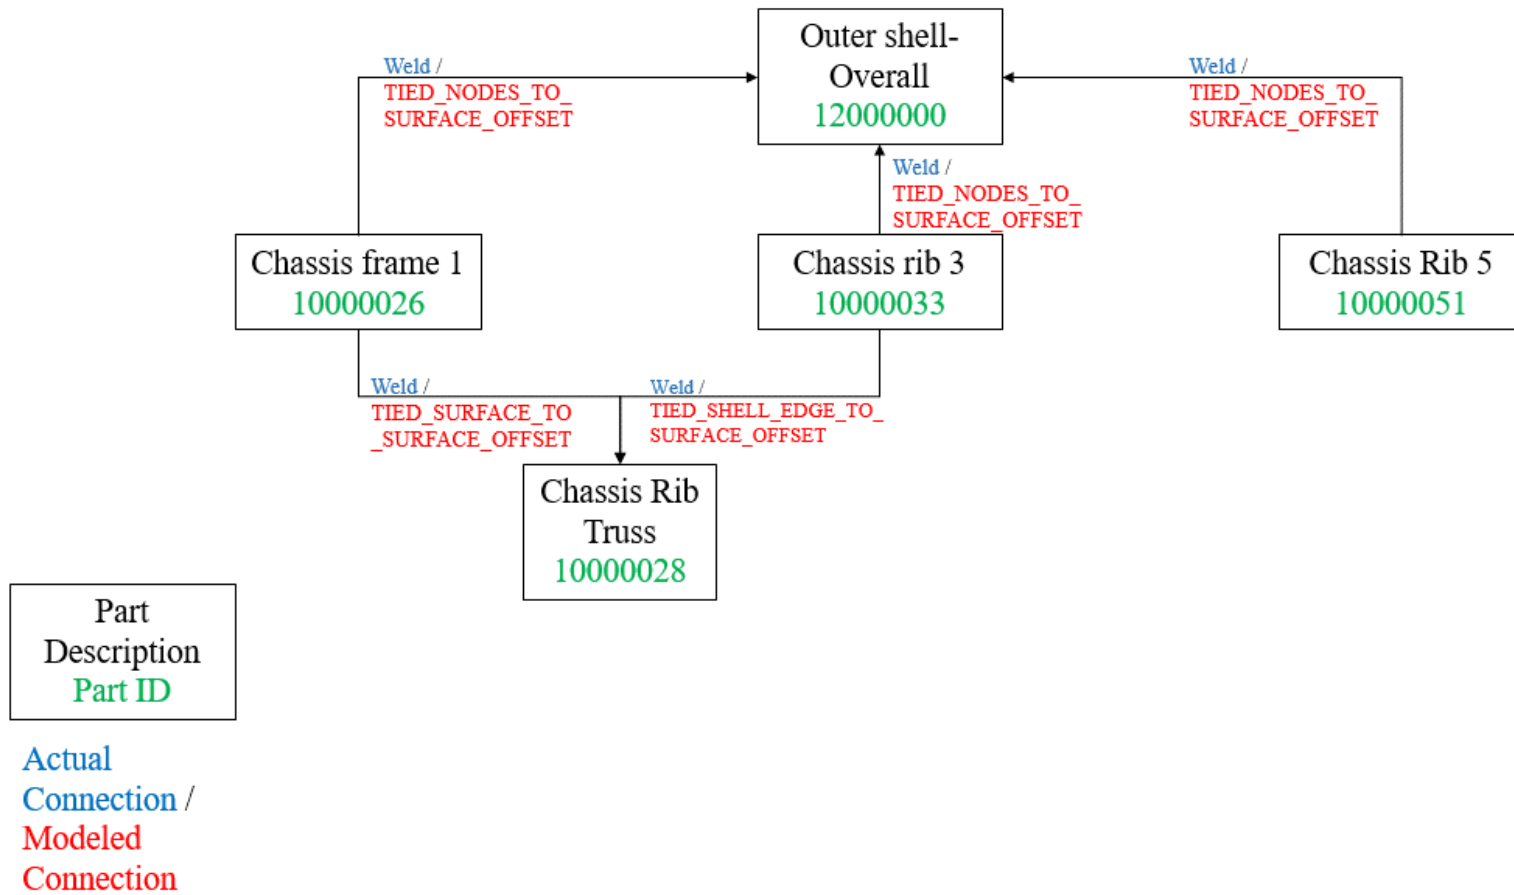 Outer shell-
Overall
12000000
Weld /
TIED_NODES_TO_
SURFACE_OFFSET
Weld /
TIED_NODES_TO_
SURFACE_OFFSET
Weld /
TIED_NODES_TO_
SURFACE_OFFSET
Chassis frame 1
10000026
Chassis rib 3
10000033
Chassis Rib 5
10000051
Weld /
TIED_SURFACE_TO
_SURFACE_OFFSET
Weld /
TIED_SHELL_EDGE_TO_
SURFACE_OFFSET
Chassis Rib
Truss
10000028
Part
Description
Part ID
Actual
Connection /
Modeled
Connection